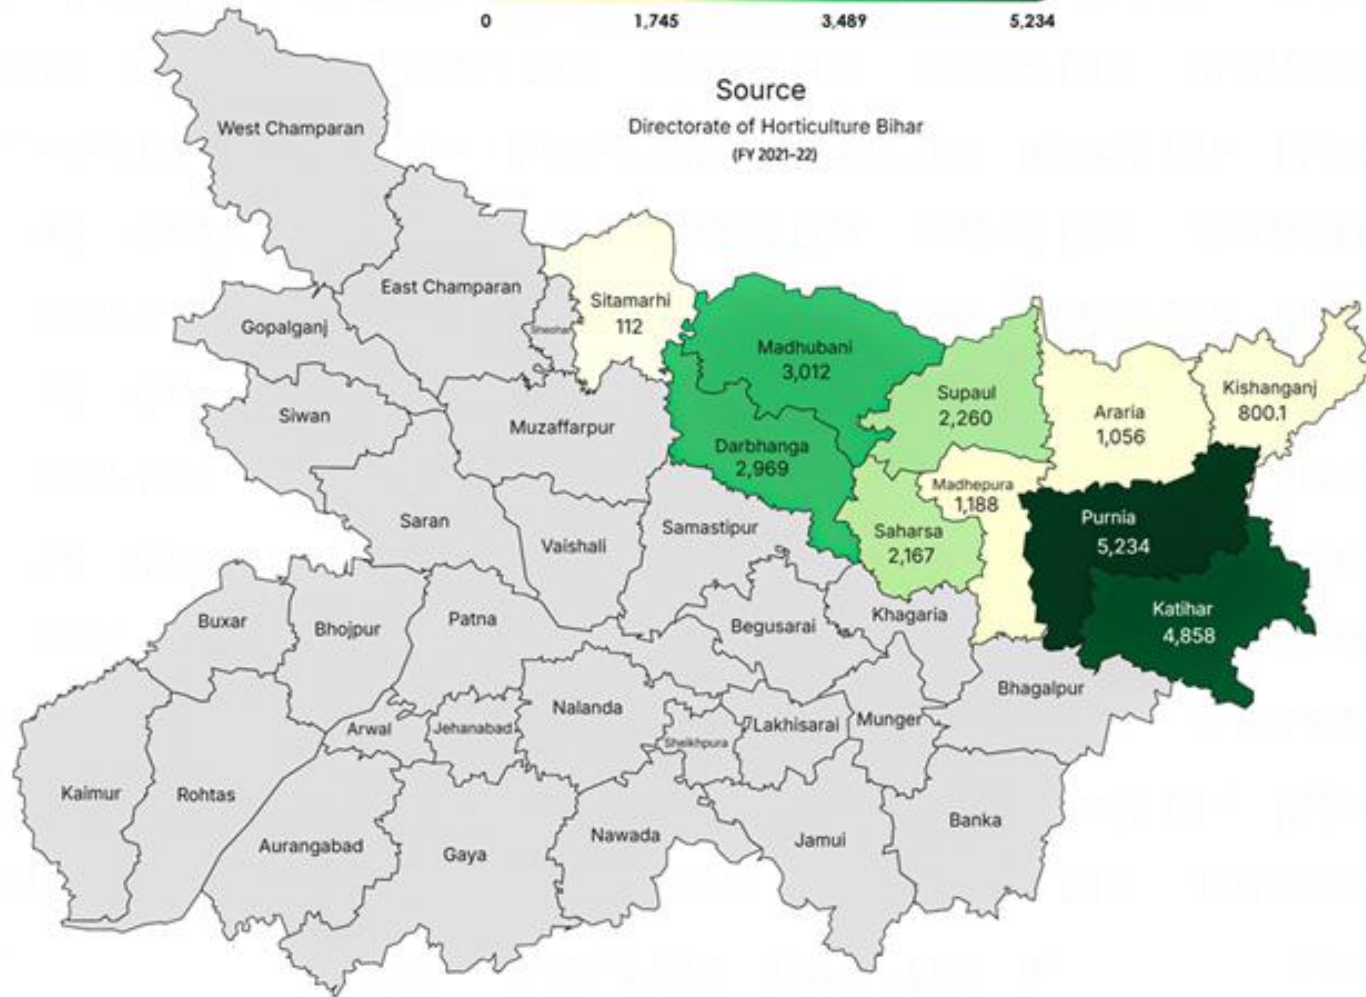 0 1,745 3,489 5,234
Source
Directorate of Horticulture Bihar
(FY 2021-22)
West Champaran
East Champaran
Gopalganj
Sheohar
Sitamarhi
112
Madhubani
3,012
Siwan
Muzaffarpur
Darbhanga
2,969
Supaul
2,260
Araria
1,056
Kishanganj
800.1
Madhepura
1,188
Saran
Vaishali
Samastipur
Saharsa
2,167
Purnia
5,234
Katihar
4,858
Buxar
Bhojpur
Patna
Begusarai
Khagaria
Bhagalpur
Arwal
Jehanabad
Nalanda
Sheikhpura
Lakhisarai
Munger
Kaimur
Rohtas
Aurangabad
Gaya
Nawada
Jamui
Banka